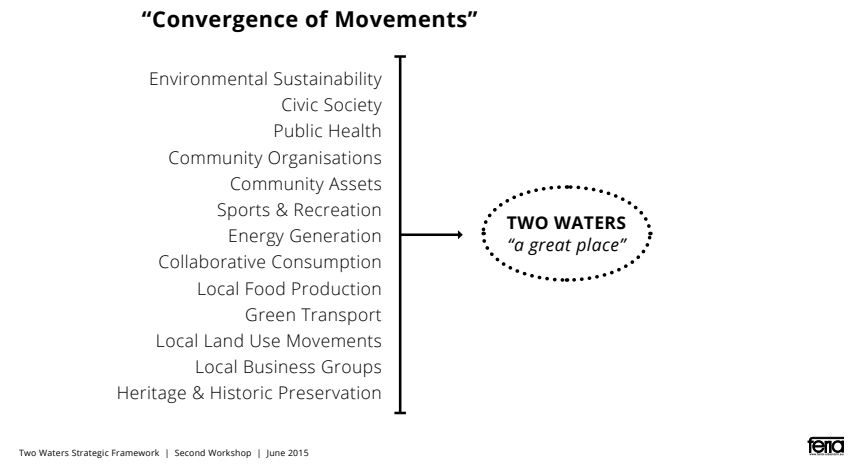 “Convergence of Movements”
Environmental Sustainability
Civic Society
Public Health
Community Organisations
Community Assets
Sports & Recreation
Energy Generation
Collaborative Consumption
Local Food Production
Green Transport
Local Land Use Movements
Local Business Groups
Heritage & Historic Preservation
TWO WATERS
“a great place”
Two Waters Strategic Framework | Second Workshop | June 2015
feria